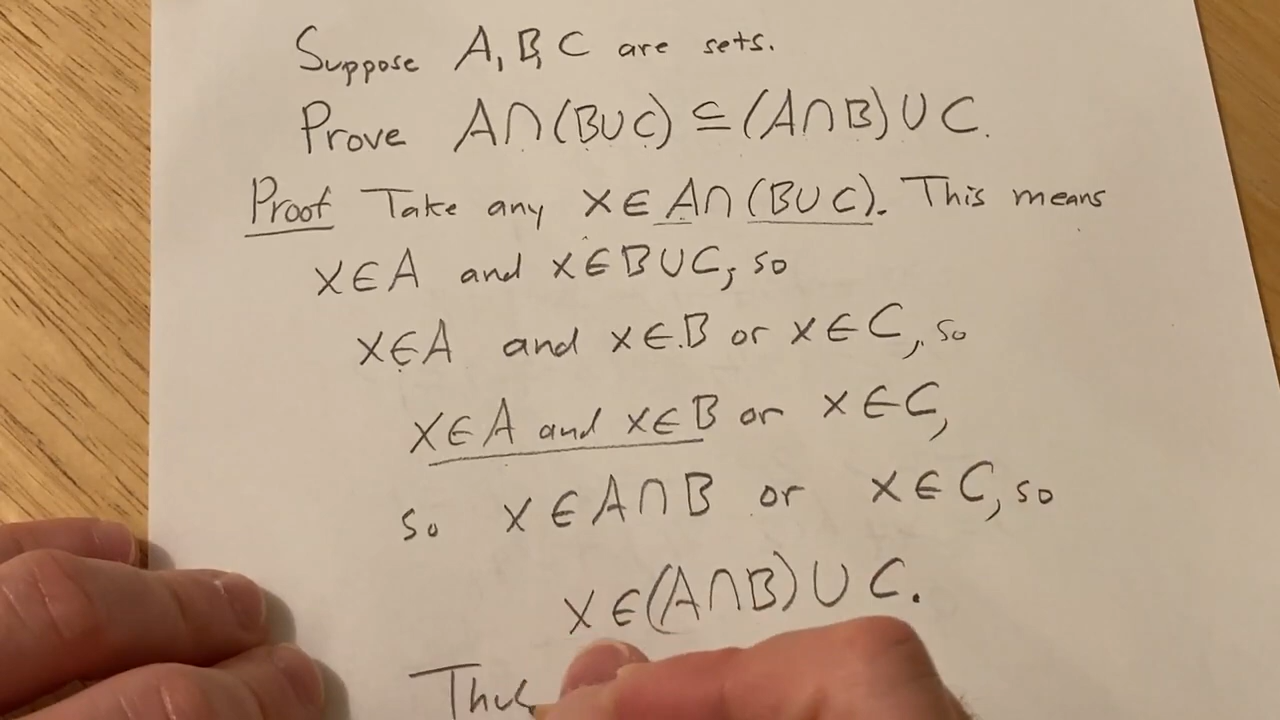 Suppose A, B, C are sets.
Prove A∩(B∪C) ⊆ (A∩B)∪C.
Proof Take any x∈A∩(B∪C). This means
x∈A and x∈B∪C, so
x∈A and x∈B or x∈C, so
x∈A and x∈B or x∈C,
so x∈A∩B or x∈C, so
x∈(A∩B)∪C.
Thus